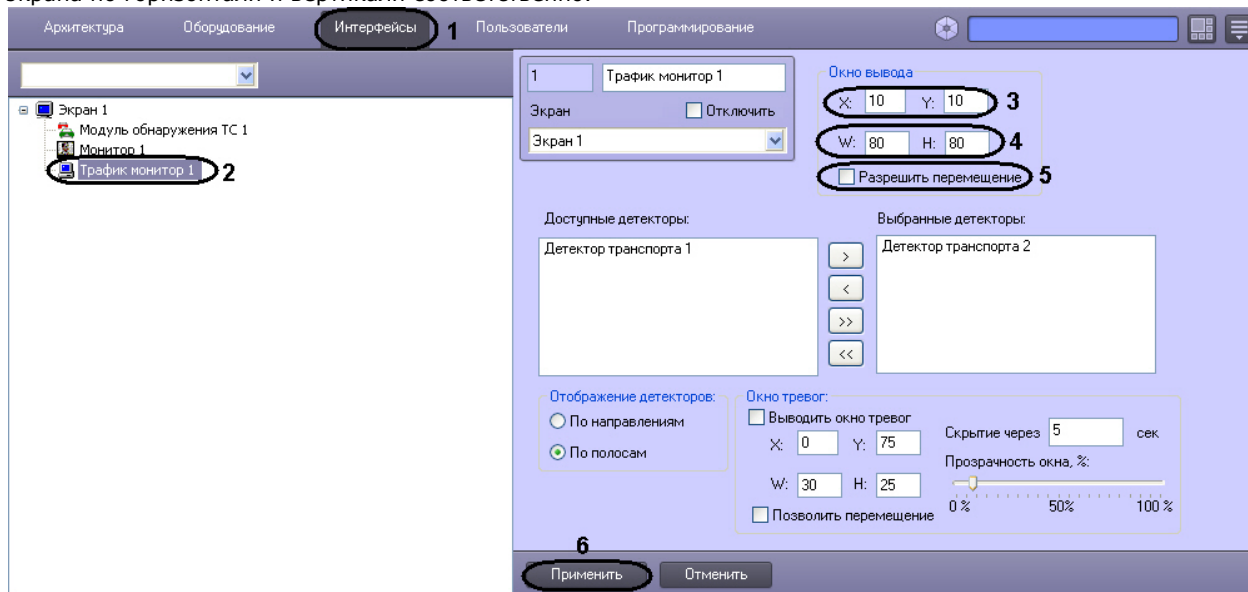 экрана по горизонтали и вертикали соответственно.
Архитектура Оборудование Интерфейсы 1 Пользователи Программирование
Экран 1
Модуль обнаружения ТС 1
Монитор 1
Трафик монитор 1 2
1 Трафик монитор 1
Экран Отключить
Экран 1
Окно вывода
X: 10 Y: 10 3
W: 80 H: 80 4
Разрешить перемещение 5
Доступные детекторы:
Детектор транспорта 1
>
<
>>
<<
Выбранные детекторы:
Детектор транспорта 2
Отображение детекторов:
По направлениям
По полосам
Окно тревог:
Выводить окно тревог
X: 0 Y: 75
W: 30 H: 25
Позволить перемещение
Скрытие через 5 сек
Прозрачность окна, %:
0 % 50% 100 %
6
Применить Отменить